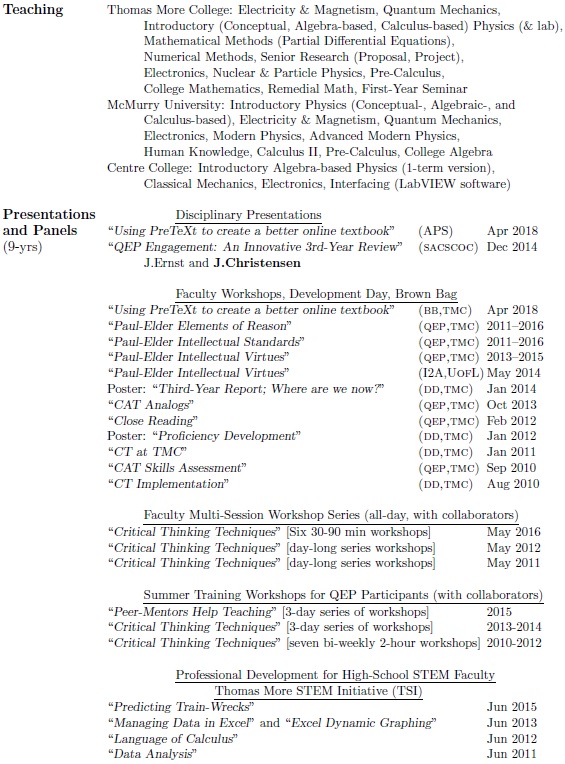 Teaching Thomas More College: Electricity & Magnetism, Quantum Mechanics,
Introductory (Conceptual, Algebra-based, Calculus-based) Physics (& lab),
Mathematical Methods (Partial Differential Equations),
Numerical Methods, Senior Research (Proposal, Project),
Electronics, Nuclear & Particle Physics, Pre-Calculus,
College Mathematics, Remedial Math, First-Year Seminar
McMurry University: Introductory Physics (Conceptual-, Algebraic-, and
Calculus-based), Electricity & Magnetism, Quantum Mechanics,
Electronics, Modern Physics, Advanced Modern Physics,
Human Knowledge, Calculus II, Pre-Calculus, College Algebra
Centre College: Introductory Algebra-based Physics (1-term version),
Classical Mechanics, Electronics, Interfacing (LabVIEW software)
Presentations Disciplinary Presentations
and Panels "Using PreTeXt to create a better online textbook" (APS) Apr 2018
(9-yrs) "QEP Engagement: An Innovative 3rd-Year Review" (SACSCOC) Dec 2014
J.Ernst and J.Christensen
Faculty Workshops, Development Day, Brown Bag
"Using PreTeXt to create a better online textbook" (BB,TMC) Apr 2018
"Paul-Elder Elements of Reason" (QEP,TMC) 2011–2016
"Paul-Elder Intellectual Standards" (QEP,TMC) 2011–2016
"Paul-Elder Intellectual Virtues" (QEP,TMC) 2013–2015
"Paul-Elder Intellectual Virtues" (I2A,UofL) May 2014
Poster: "Third-Year Report; Where are we now?" (DD,TMC) Jan 2014
"CAT Analogs" (QEP,TMC) Oct 2013
"Close Reading" (QEP,TMC) Feb 2012
Poster: "Proficiency Development" (DD,TMC) Jan 2012
"CT at TMC" (DD,TMC) Jan 2011
"CAT Skills Assessment" (QEP,TMC) Sep 2010
"CT Implementation" (DD,TMC) Aug 2010
Faculty Multi-Session Workshop Series (all-day, with collaborators)
"Critical Thinking Techniques" [Six 30-90 min workshops] May 2016
"Critical Thinking Techniques" [day-long series workshops] May 2012
"Critical Thinking Techniques" [day-long series workshops] May 2011
Summer Training Workshops for QEP Participants (with collaborators)
"Peer-Mentors Help Teaching" [3-day series of workshops] 2015
"Critical Thinking Techniques" [3-day series of workshops] 2013-2014
"Critical Thinking Techniques" [seven bi-weekly 2-hour workshops] 2010-2012
Professional Development for High-School STEM Faculty
Thomas More STEM Initiative (TSI)
"Predicting Train-Wrecks" Jun 2015
"Managing Data in Excel" and "Excel Dynamic Graphing" Jun 2013
"Language of Calculus" Jun 2012
"Data Analysis" Jun 2011